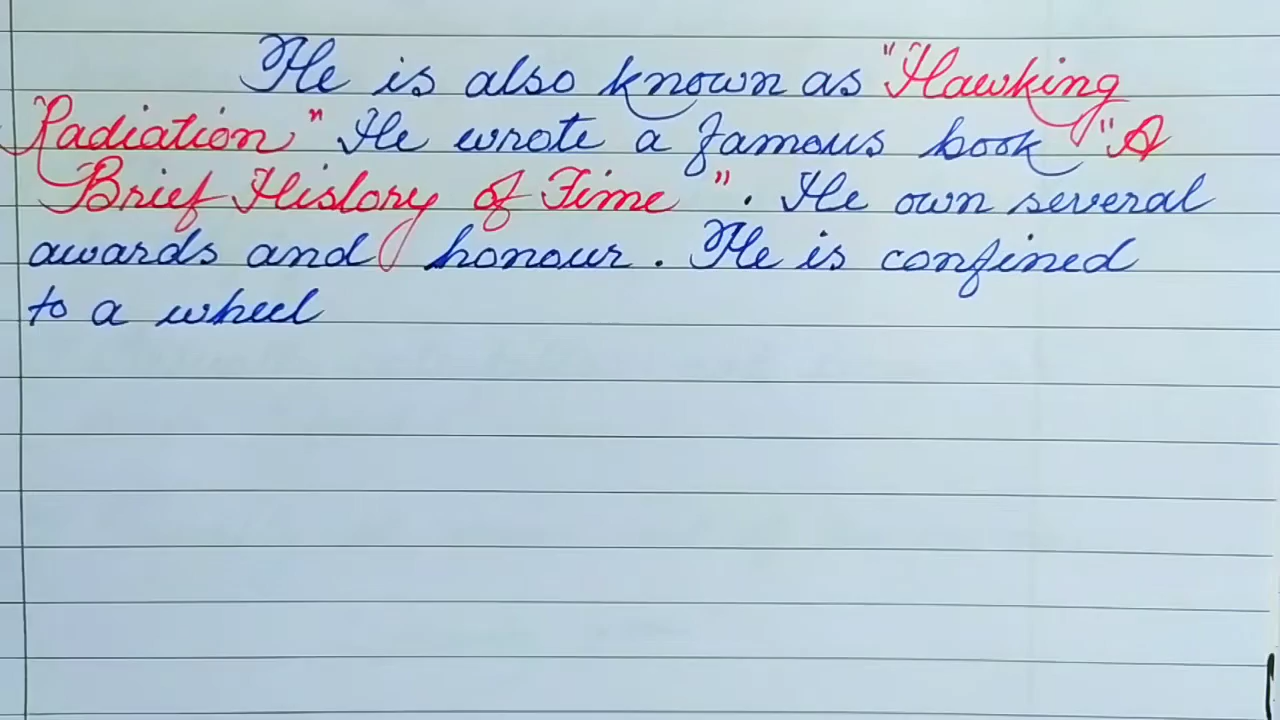 He is also known as "Hawking
Radiation" He wrote a famous book "A
Brief History of Time". He own several
awards and honour. He is confined
to a wheel